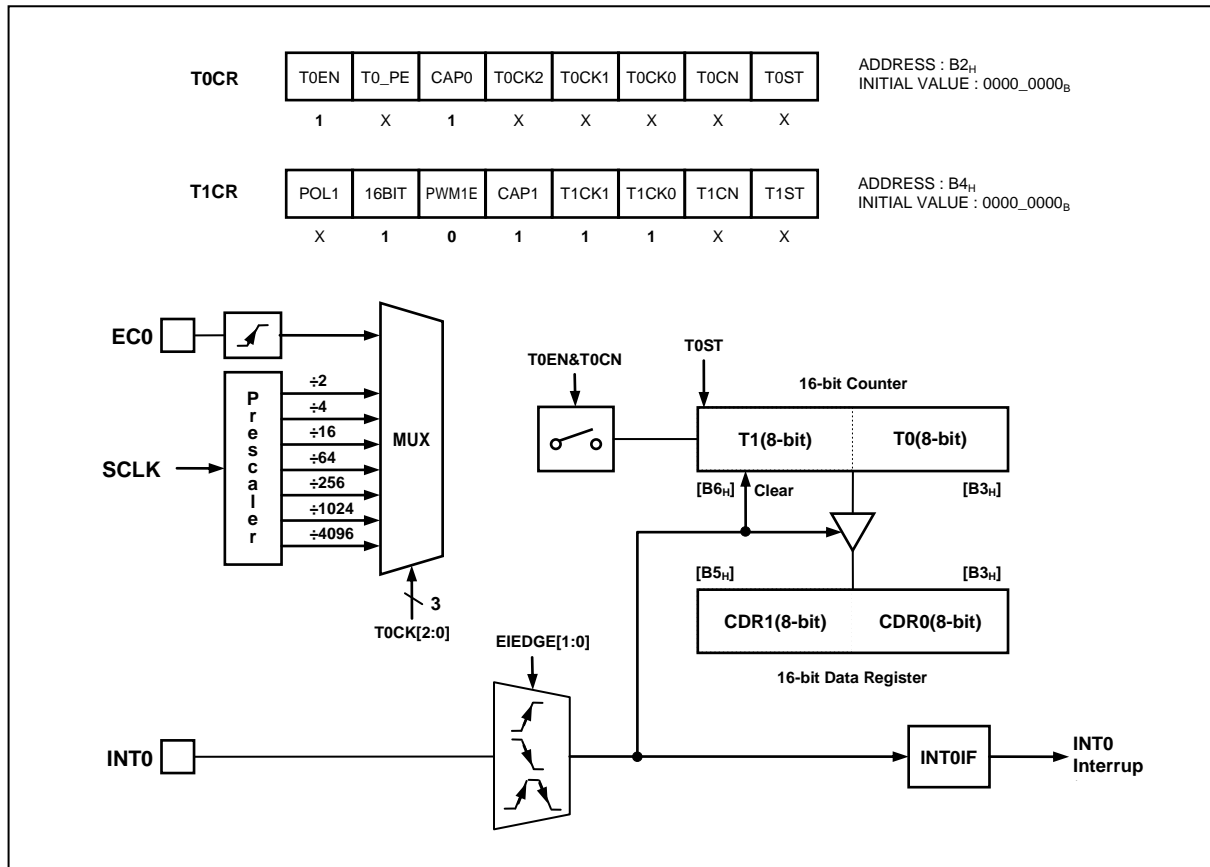 T0CR T0EN T0_PE CAP0 T0CK2 T0CK1 T0CK0 T0CN T0ST
ADDRESS : B2H
INITIAL VALUE : 0000_0000B
1 X 1 X X X X X
T1CR POL1 16BIT PWM1E CAP1 T1CK1 T1CK0 T1CN T1ST
ADDRESS : B4H
INITIAL VALUE : 0000_0000B
X 1 0 1 1 1 X X
EC0
SCLK
Prescaler
÷2
÷4
÷16
÷64
÷256
÷1024
÷4096
MUX
3
T0CK[2:0]
T0EN&T0CN
T0ST
16-bit Counter
T1(8-bit) T0(8-bit)
[B6H] Clear [B3H]
[B5H] [B3H]
CDR1(8-bit) CDR0(8-bit)
16-bit Data Register
EIEDGE[1:0]
INT0
INT0IF
INT0
Interrup